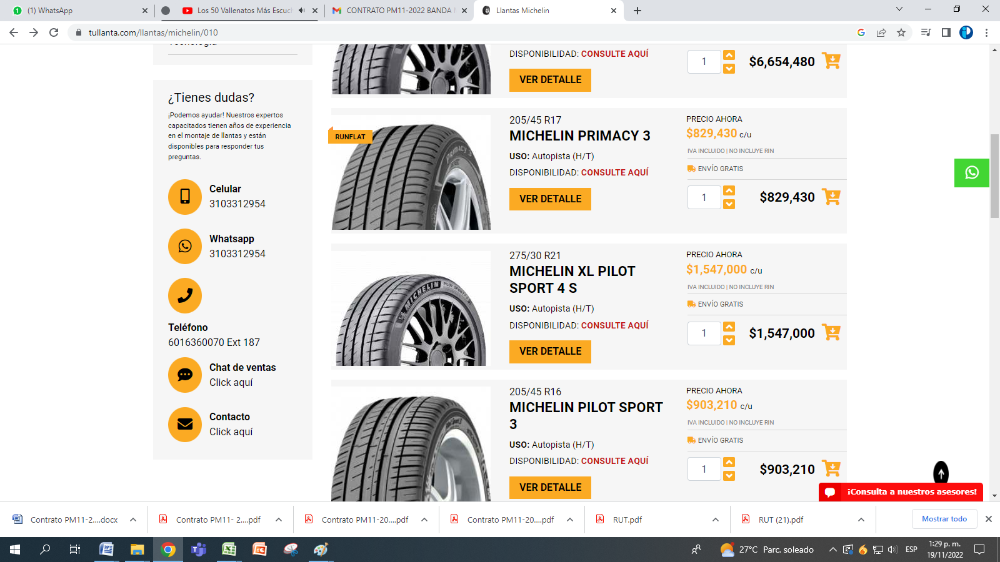 (1) WhatsApp
Los 50 Vallenatos Más Escuch
CONTRATO PM11-2022 BANDA
Llantas Michelin
tullanta.com/llantas/michelin/010
¿Tienes dudas?
¡Podemos ayudar! Nuestros expertos
capacitados tienen años de experiencia
en el montaje de llantas y están
disponibles para responder tus
preguntas.
Celular
3103312954
Whatsapp
3103312954
Teléfono
6016360070 Ext 187
Chat de ventas
Click aquí
Contacto
Click aquí
DISPONIBILIDAD: CONSULTE AQUÍ
VER DETALLE
1
$6,654,480
RUNFLAT
PRIMACY 3
205/45 R17
MICHELIN PRIMACY 3
USO: Autopista (H/T)
DISPONIBILIDAD: CONSULTE AQUÍ
VER DETALLE
PRECIO AHORA
$829,430 c/u
IVA INCLUIDO | NO INCLUYE RIN
ENVÍO GRATIS
1
$829,430
MICHELIN PILOT SPORT
275/30 R21
MICHELIN XL PILOT
SPORT 4 S
USO: Autopista (H/T)
DISPONIBILIDAD: CONSULTE AQUÍ
VER DETALLE
PRECIO AHORA
$1,547,000 c/u
IVA INCLUIDO | NO INCLUYE RIN
ENVÍO GRATIS
1
$1,547,000
205/45 R16
MICHELIN PILOT SPORT
3
USO: Autopista (H/T)
DISPONIBILIDAD: CONSULTE AQUÍ
VER DETALLE
PRECIO AHORA
$903,210 c/u
IVA INCLUIDO | NO INCLUYE RIN
ENVÍO GRATIS
1
$903,210
¡Consulta a nuestros asesores!
Contrato PM11-2....docx
Contrato PM11- 2....pdf
Contrato PM11-20....pdf
Contrato PM11-20....pdf
RUT.pdf
RUT (21).pdf
Mostrar todo
27°C Parc. soleado
ESP
1:29 p. m.
19/11/2022